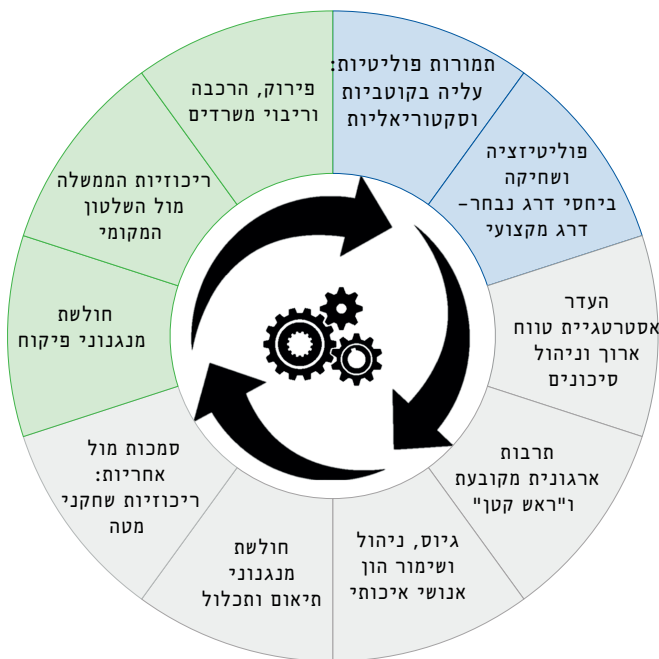 תמורות פוליטיות:
עליה בקוטביות
וסקטוריאליות
פוליטיזציה
ושחיקה
ביחסי דרג נבחר-
דרג מקצועי
העדר
אסטרטגיית טווח
ארוך וניהול
סיכונים
תרבות
ארגונית מקובעת
ו"ראש קטן"
גיוס, ניהול
ושימור הון
אנושי איכותי
חולשת
מנגנוני
תיאום ותכלול
סמכות מול
אחריות:
ריכוזיות שחקני
מטה
חולשת
מנגנוני פיקוח
ריכוזיות הממשלה
מול השלטון
המקומי
פירוק, הרכבה
וריבוי משרדים